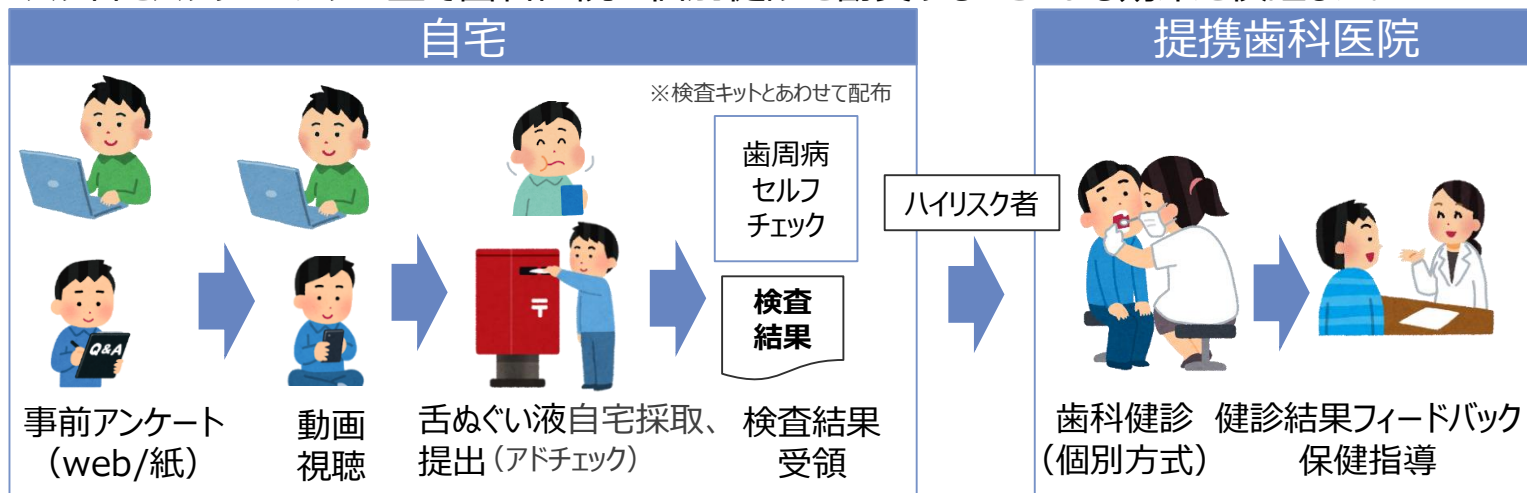 自宅
提携歯科医院
※検査キットとあわせて配布
歯周病
セルフ
チェック
ハイリスク者
Q&A
〒
検査
結果
事前アンケート
（web/紙）
動画
視聴
舌ぬぐい液自宅採取、
提出（アドチェック）
検査結果
受領
歯科健診
（個別方式）
健診結果フィードバック
保健指導